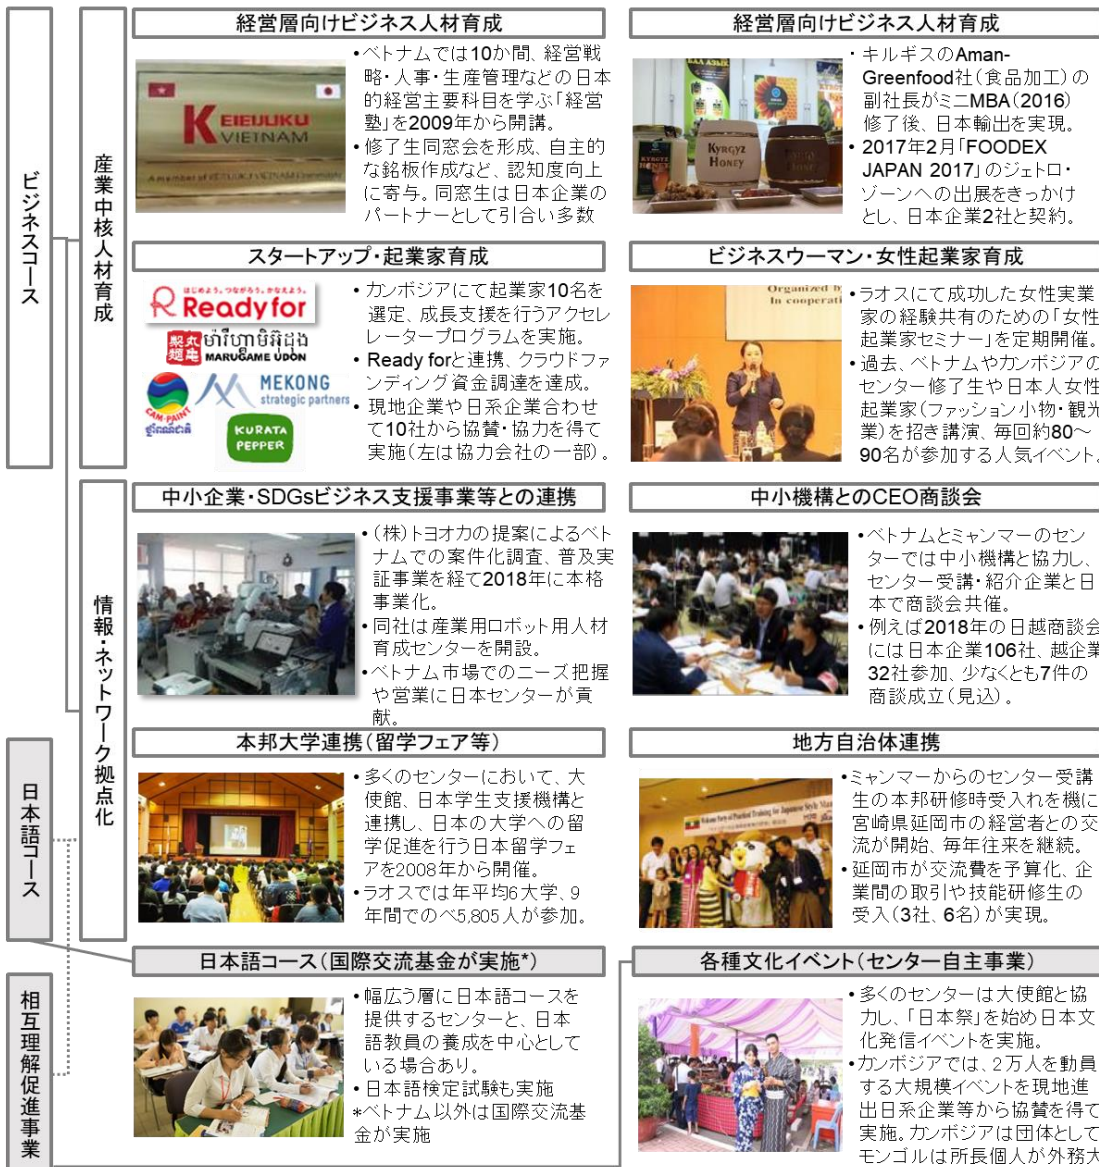 ビジネスコース
産業中核人材育成
経営層向けビジネス人材育成
KEIEIJUKU
VIETNAM
•ベトナムでは10か間、経営戦
略・人事・生産管理などの日本
的経営主要科目を学ぶ「経営
塾」を2009年から開講。
•修了生同窓会を形成、自主的
な銘板作成など、認知度向上
に寄与。同窓生は日本企業の
パートナーとして引合い多数
経営層向けビジネス人材育成
KYRGYZ
HONEY
・キルギスのAman-
Greenfood社(食品加工)の
副社長がミニMBA(2016)
修了後、日本輸出を実現。
• 2017年2月「FOODEX
JAPAN 2017」のジェトロ・
ゾーンへの出展をきっかけ
とし、日本企業2社と契約。
スタートアップ・起業家育成
はじめよう。つながろう。かなえよう。
Readyfor
MARUGAME UDON
CAM-PAINT
MEKONG
strategic partners
KURATA
PEPPER
•カンボジアにて起業家10名を
選定、成長支援を行うアクセレ
レータープログラムを実施。
• Ready forと連携、クラウドファ
ンディング資金調達を達成。
•現地企業や日系企業合わせ
て10社から協賛・協力を得て
実施(左は協力会社の一部)。
ビジネスウーマン・女性起業家育成
Organized b
In cooperati
•ラオスにて成功した女性実業
家の経験共有のための「女性
起業家セミナー」を定期開催。
•過去、ベトナムやカンボジアの
センター修了生や日本人女性
起業家(ファッション小物・観光
業)を招き講演、毎回約80～
90名が参加する人気イベント。
情報・ネットワーク拠点化
中小企業・SDGsビジネス支援事業等との連携
•(株)トヨオカの提案によるベト
ナムでの案件化調査、普及実
証事業を経て2018年に本格
事業化。
•同社は産業用ロボット用人材
育成センターを開設。
•ベトナム市場でのニーズ把握
や営業に日本センターが貢
献。
中小機構とのCEO商談会
•ベトナムとミャンマーのセン
ターでは中小機構と協力し、
センター受講・紹介企業と日
本で商談会共催。
•例えば2018年の日越商談会
には日本企業106社、越企業
32社参加、少なくとも7件の
商談成立(見込)。
日本語コース
本邦大学連携(留学フェア等)
•多くのセンターにおいて、大
使館、日本学生支援機構と
連携し、日本の大学への留
学促進を行う日本留学フェ
アを2008年から開催。
•ラオスでは年平均6大学、9
年間でのべ5,805人が参加。
地方自治体連携
•ミャンマーからのセンター受講
生の本邦研修時受入れを機に
宮崎県延岡市の経営者との交
流が開始、毎年往来を継続。
•延岡市が交流費を予算化、企
業間の取引や技能研修生の
受入(3社、6名)が実現。
相互理解促進事業
日本語コース(国際交流基金が実施*)
•幅広う層に日本語コースを
提供するセンターと、日本
語教員の養成を中心として
いる場合あり。
•日本語検定試験も実施
*ベトナム以外は国際交流基
金が実施
各種文化イベント(センター自主事業)
•多くのセンターは大使館と協
力し、「日本祭」を始め日本文
化発信イベントを実施。
•カンボジアでは、2万人を動員
する大規模イベントを現地進
出日系企業等から協賛を得て
実施。カンボジアは団体として
モンゴルは所長個人が外務大